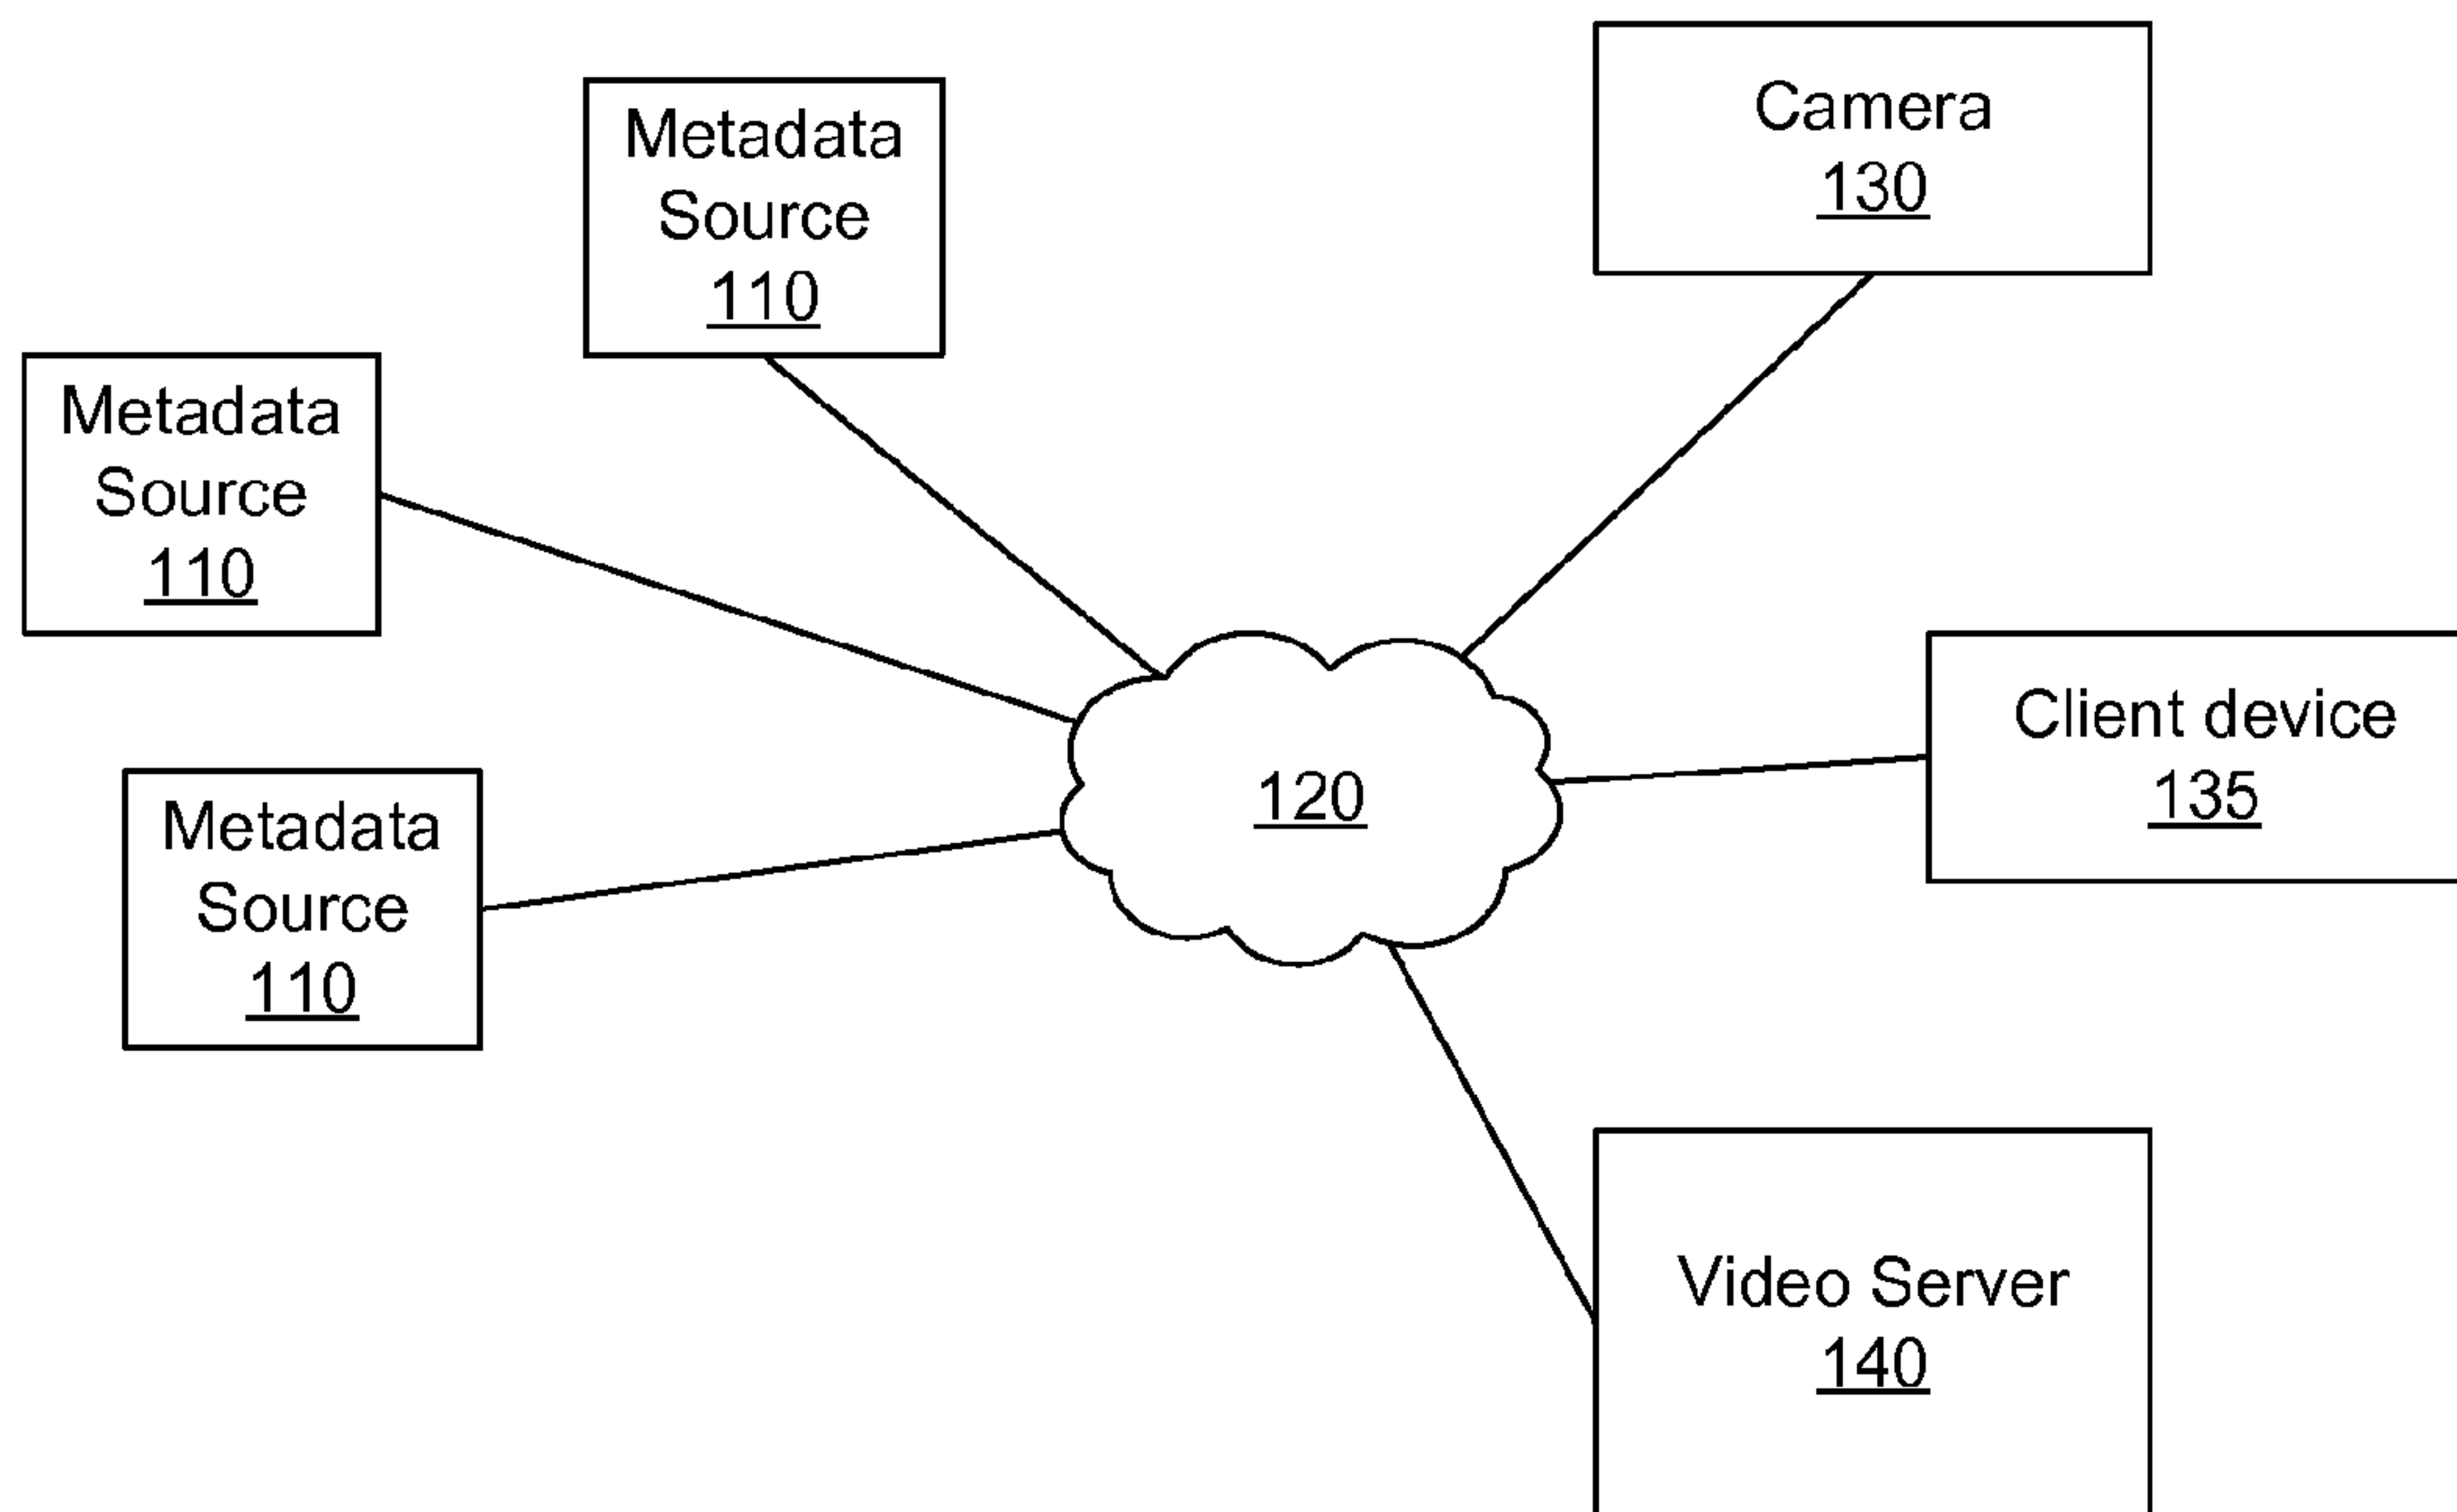 Metadata
Source
110
Camera
130
Metadata
Source
110
Client device
135
120
Metadata
Source
110
Video Server
140